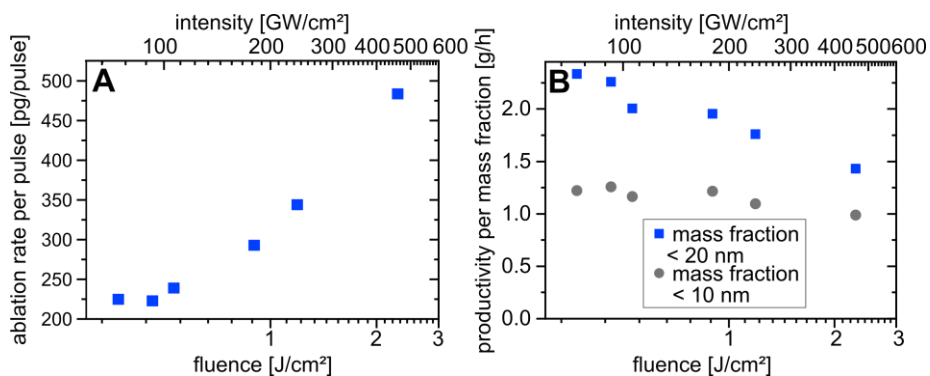 intensity [GW/cm²]
100 200 300 400 500 600
A
ablation rate per pulse [pg/pulse]
500
450
400
350
300
250
200
1 2 3
fluence [J/cm²]
intensity [GW/cm²]
100 200 300 400 500 600
B
productivity per mass fraction [g/h]
2.0
1.5
1.0
0.5
0.0
mass fraction
< 20 nm
mass fraction
< 10 nm
1 2 3
fluence [J/cm²]